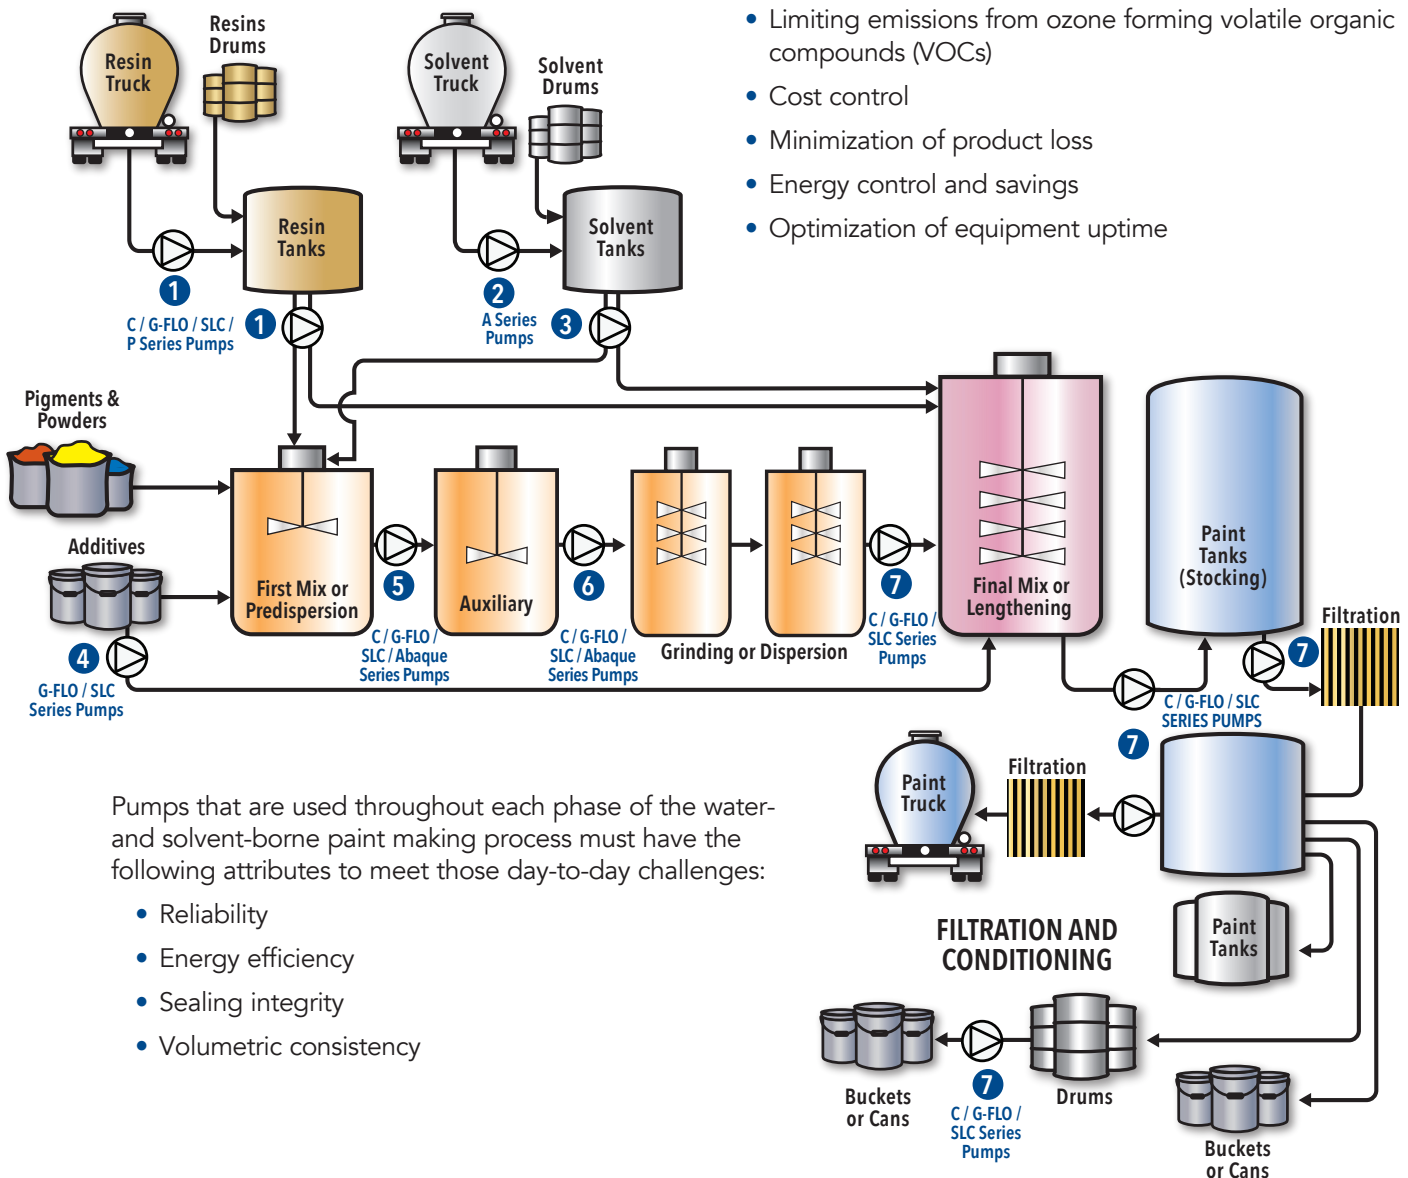 • Limiting emissions from ozone forming volatile organic
compounds (VOCs)
• Cost control
• Minimization of product loss
• Energy control and savings
• Optimization of equipment uptime
Resin
Truck
Resins
Drums
Solvent
Truck
Solvent
Drums
Resin
Tanks
Solvent
Tanks
1
C / G-FLO / SLC /
P Series Pumps
1
2
A Series
Pumps
3
Pigments &
Powders
Additives
First Mix or
Predispersion
Auxiliary
Grinding or Dispersion
Final Mix or
Lengthening
Paint
Tanks
(Stocking)
Filtration
4
G-FLO / SLC
Series Pumps
5
C / G-FLO /
SLC / Abaque
Series Pumps
6
C / G-FLO /
SLC / Abaque
Series Pumps
7
C / G-FLO /
SLC Series
Pumps
7
C / G-FLO / SLC
SERIES PUMPS
7
Paint
Truck
Filtration
Pumps that are used throughout each phase of the water-
and solvent-borne paint making process must have the
following attributes to meet those day-to-day challenges:
• Reliability
• Energy efficiency
• Sealing integrity
• Volumetric consistency
FILTRATION AND
CONDITIONING
Paint
Tanks
Buckets
or Cans
7
C / G-FLO /
SLC Series
Pumps
Drums
Buckets
or Cans